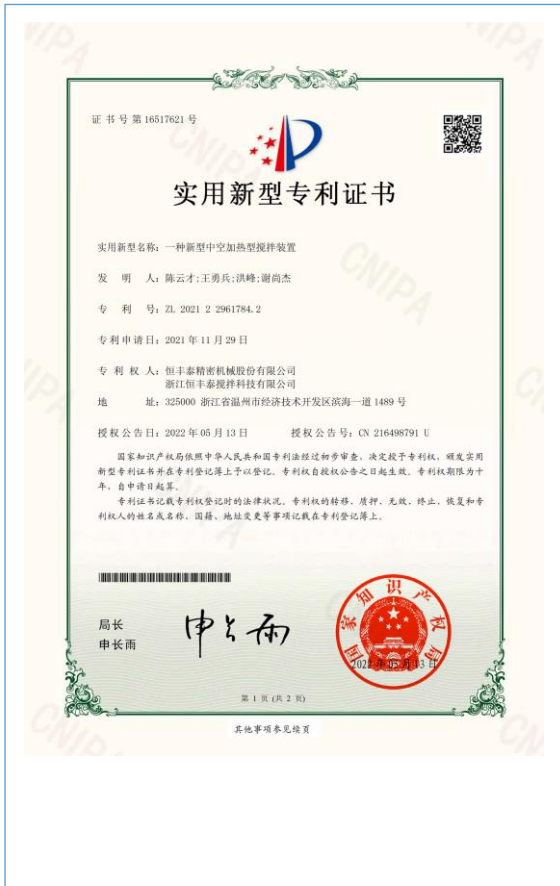 证书号第16517621号
实用新型专利证书
实用新型名称：一种新型中空加热型搅拌装置
发 明 人：陈云才;王勇兵;洪峰;谢尚杰
专 利 号：ZL 2021 2 2961784.2
专利申请日：2021年11月29日
专 利 权 人：恒丰泰精密机械股份有限公司
浙江恒丰泰搅拌科技有限公司
地 址：325000 浙江省温州市经济技术开发区滨海一道1489号
授权公告日：2022年05月13日 授权公告号：CN 216498791 U
国家知识产权局依照中华人民共和国专利法经过初步审查，决定授予专利权，颁发实用
新型专利证书并在专利登记簿上予以登记。专利权自授权公告之日起生效。专利权期限为十
年，自申请日起算。
专利证书记载专利权登记时的法律状况。专利权的转移、质押、无效、终止、恢复和专
利权人的姓名或名称、国籍、地址变更等事项记载在专利登记簿上。
局长
申长雨
申长雨
国家知识产权局
2022年05月13日
第 1 页 (共 2 页)
其他事项参见续页
CNIPA
CNIPA
CNIPA
CNIPA
CNIPA
CNIPA